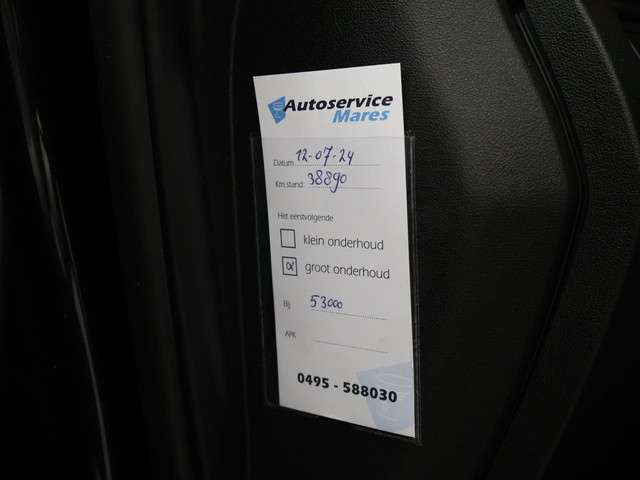 Autoservice
Mares
Datum 12-07-24
Km stand: 38890
Het eerstvolgende
klein onderhoud
groot onderhoud
Bij 53000
APK
0495 - 588030